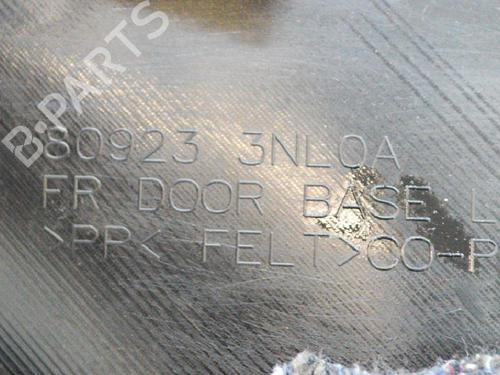 B-PARTS
80923 3NL0A
FR DOOR BASE L
>PP< FELT>CO-P